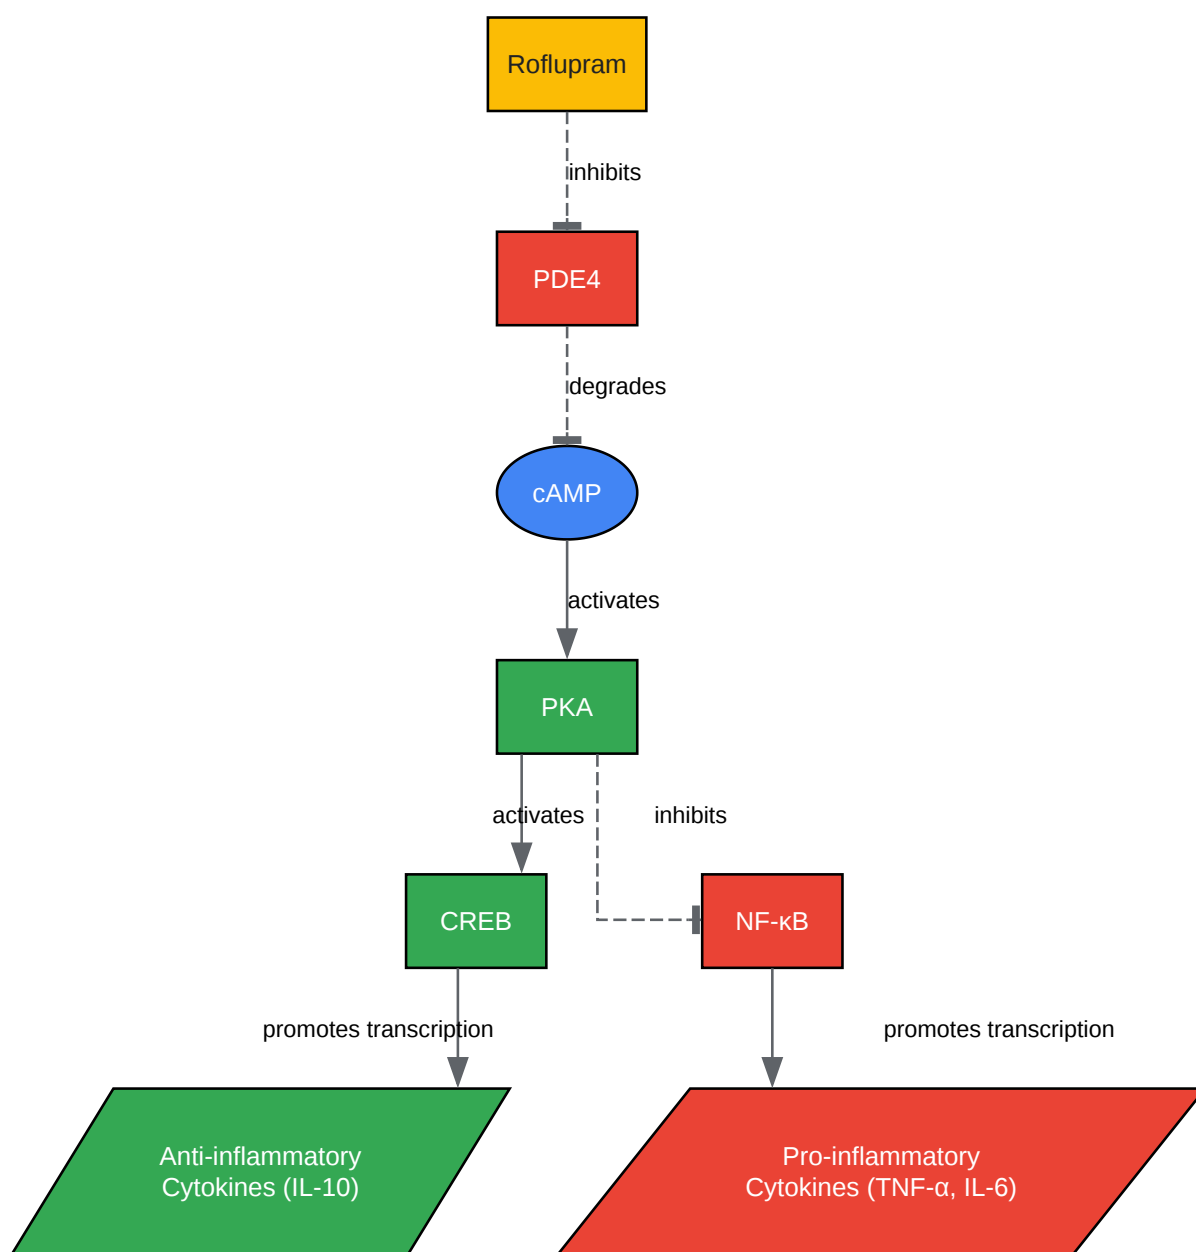 Roflupram
inhibits
PDE4
degrades
cAMP
activates
PKA
activates
inhibits
CREB
NF-κB
promotes transcription
promotes transcription
Anti-inflammatory
Cytokines (IL-10)
Pro-inflammatory
Cytokines (TNF-α, IL-6)